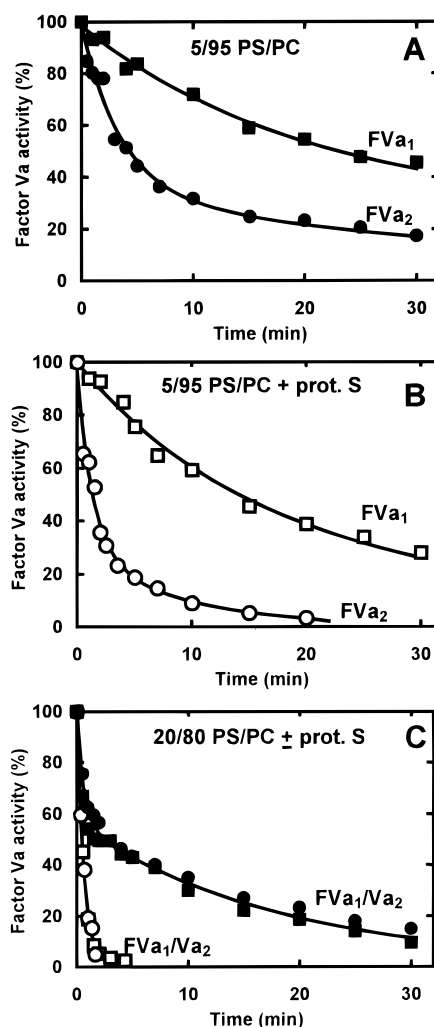 5/95 PS/PC
A
Factor Va activity (%)
100
80
60
40
20
0
FVa1
FVa2
0
10
20
30
Time (min)
5/95 PS/PC + prot. S
B
Factor Va activity (%)
100
80
60
40
20
0
FVa1
FVa2
0
10
20
30
Time (min)
20/80 PS/PC ± prot. S
C
Factor Va activity (%)
100
80
60
40
20
0
FVa1/Va2
FVa1/Va2
0
10
20
30
Time (min)